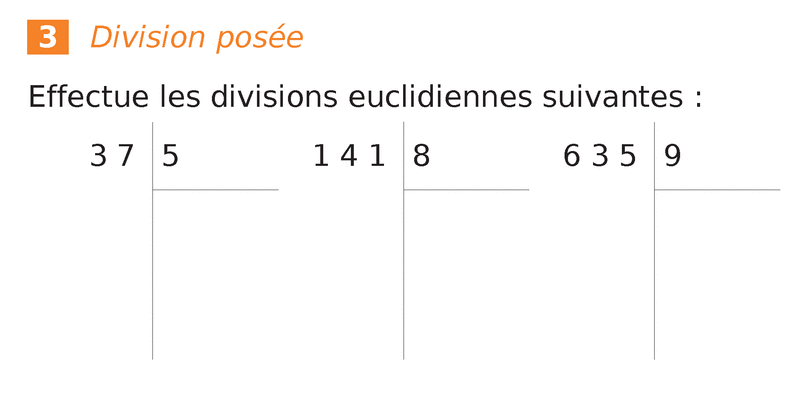 3 Division posée
Effectue les divisions euclidiennes suivantes :
3 7 5 1 4 1 8 6 3 5 9